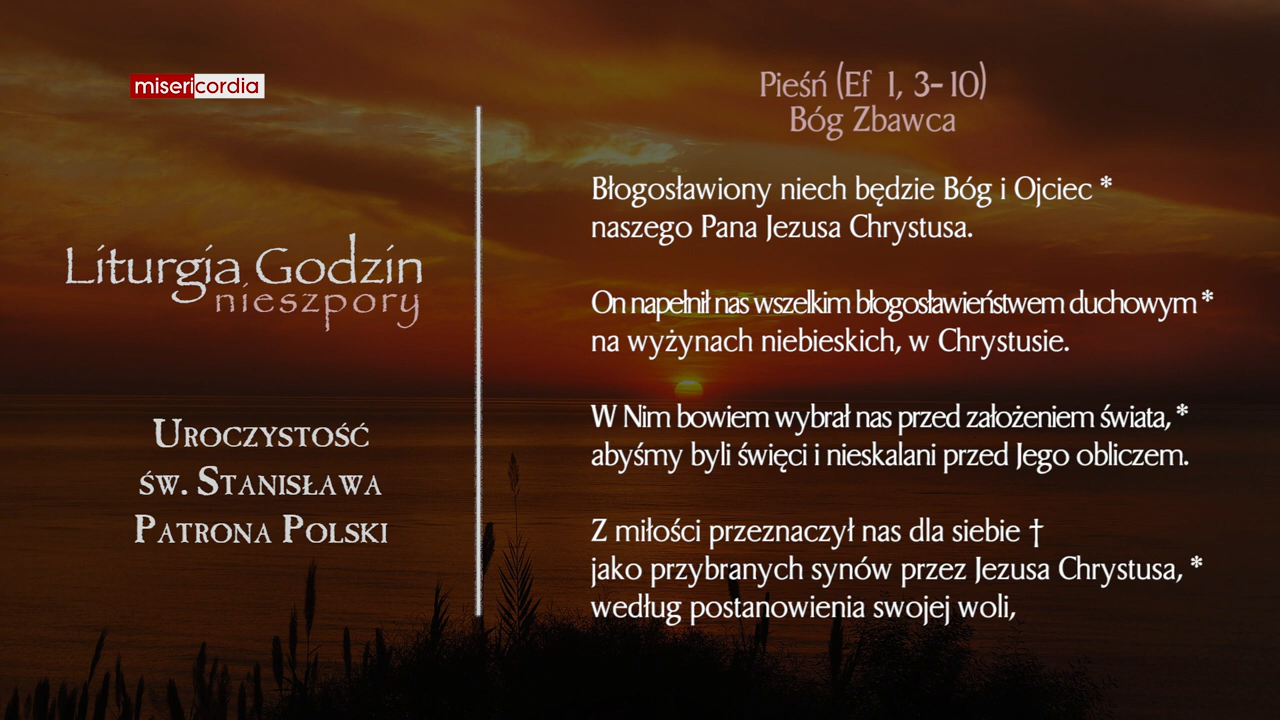 misericordia
Liturgia Godzin
nieszpory
Uroczystość
św. Stanisława
Patrona Polski
Pieśń (Ef 1, 3-10)
Bóg Zbawca
Błogosławiony niech będzie Bóg i Ojciec *
naszego Pana Jezusa Chrystusa.
On napełnił nas wszelkim błogosławieństwem duchowym *
na wyżynach niebieskich, w Chrystusie.
W Nim bowiem wybrał nas przed założeniem świata, *
abyśmy byli święci i nieskalani przed Jego obliczem.
Z miłości przeznaczył nas dla siebie †
jako przybranych synów przez Jezusa Chrystusa, *
według postanowienia swojej woli,